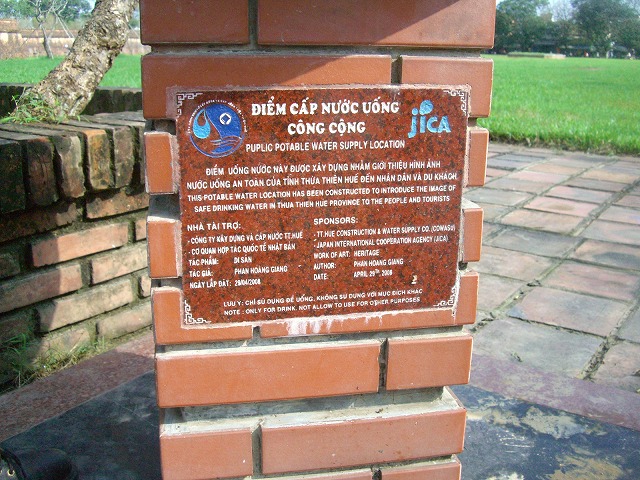 ĐIỂM CẤP NƯỚC UỐNG
CÔNG CỘNG
JICA
PUPLIC POTABLE WATER SUPPLY LOCATION
ĐIỂM UỐNG NƯỚC NÀY ĐƯỢC XÂY DỰNG NHẰM GIỚI THIỆU HÌNH ẢNH
NƯỚC UỐNG AN TOÀN CỦA TỈNH THỪA THIÊN HUẾ ĐẾN NHÂN DÂN VÀ DU KHÁCH
THIS POTABLE WATER LOCATION HAS BEEN CONSTRUCTED TO INTRODUCE THE IMAGE OF
SAFE DRINKING WATER IN THUA THIEN HUE PROVINCE TO THE PEOPLE AND TOURISTS
NHÀ TÀI TRỢ:
- CÔNG TY XÂY DỰNG VÀ CẤP NƯỚC TT.HUẾ
- CƠ QUAN HỢP TÁC QUỐC TẾ NHẬT BẢN
TÁC PHẨM: DI SẢN
TÁC GIẢ: PHAN HOÀNG GIANG
NGÀY LẮP ĐẶT: 29/04/2008
SPONSORS:
- TT.HUE CONSTRUCTION & WATER SUPPLY CO. (COWASU)
- JAPAN INTERNATIONAL COOPERATION AGENCY (JICA)
WORK OF ART: HERITAGE
AUTHOR: PHAN HOANG GIANG
DATE: APRIL 29TH, 2008
LƯU Ý: CHỈ SỬ DỤNG ĐỂ UỐNG, KHÔNG SỬ DỤNG VỚI MỤC ĐÍCH KHÁC
NOTE : ONLY FOR DRINK, NOT ALLOW TO USE FOR OTHER PURPOSES